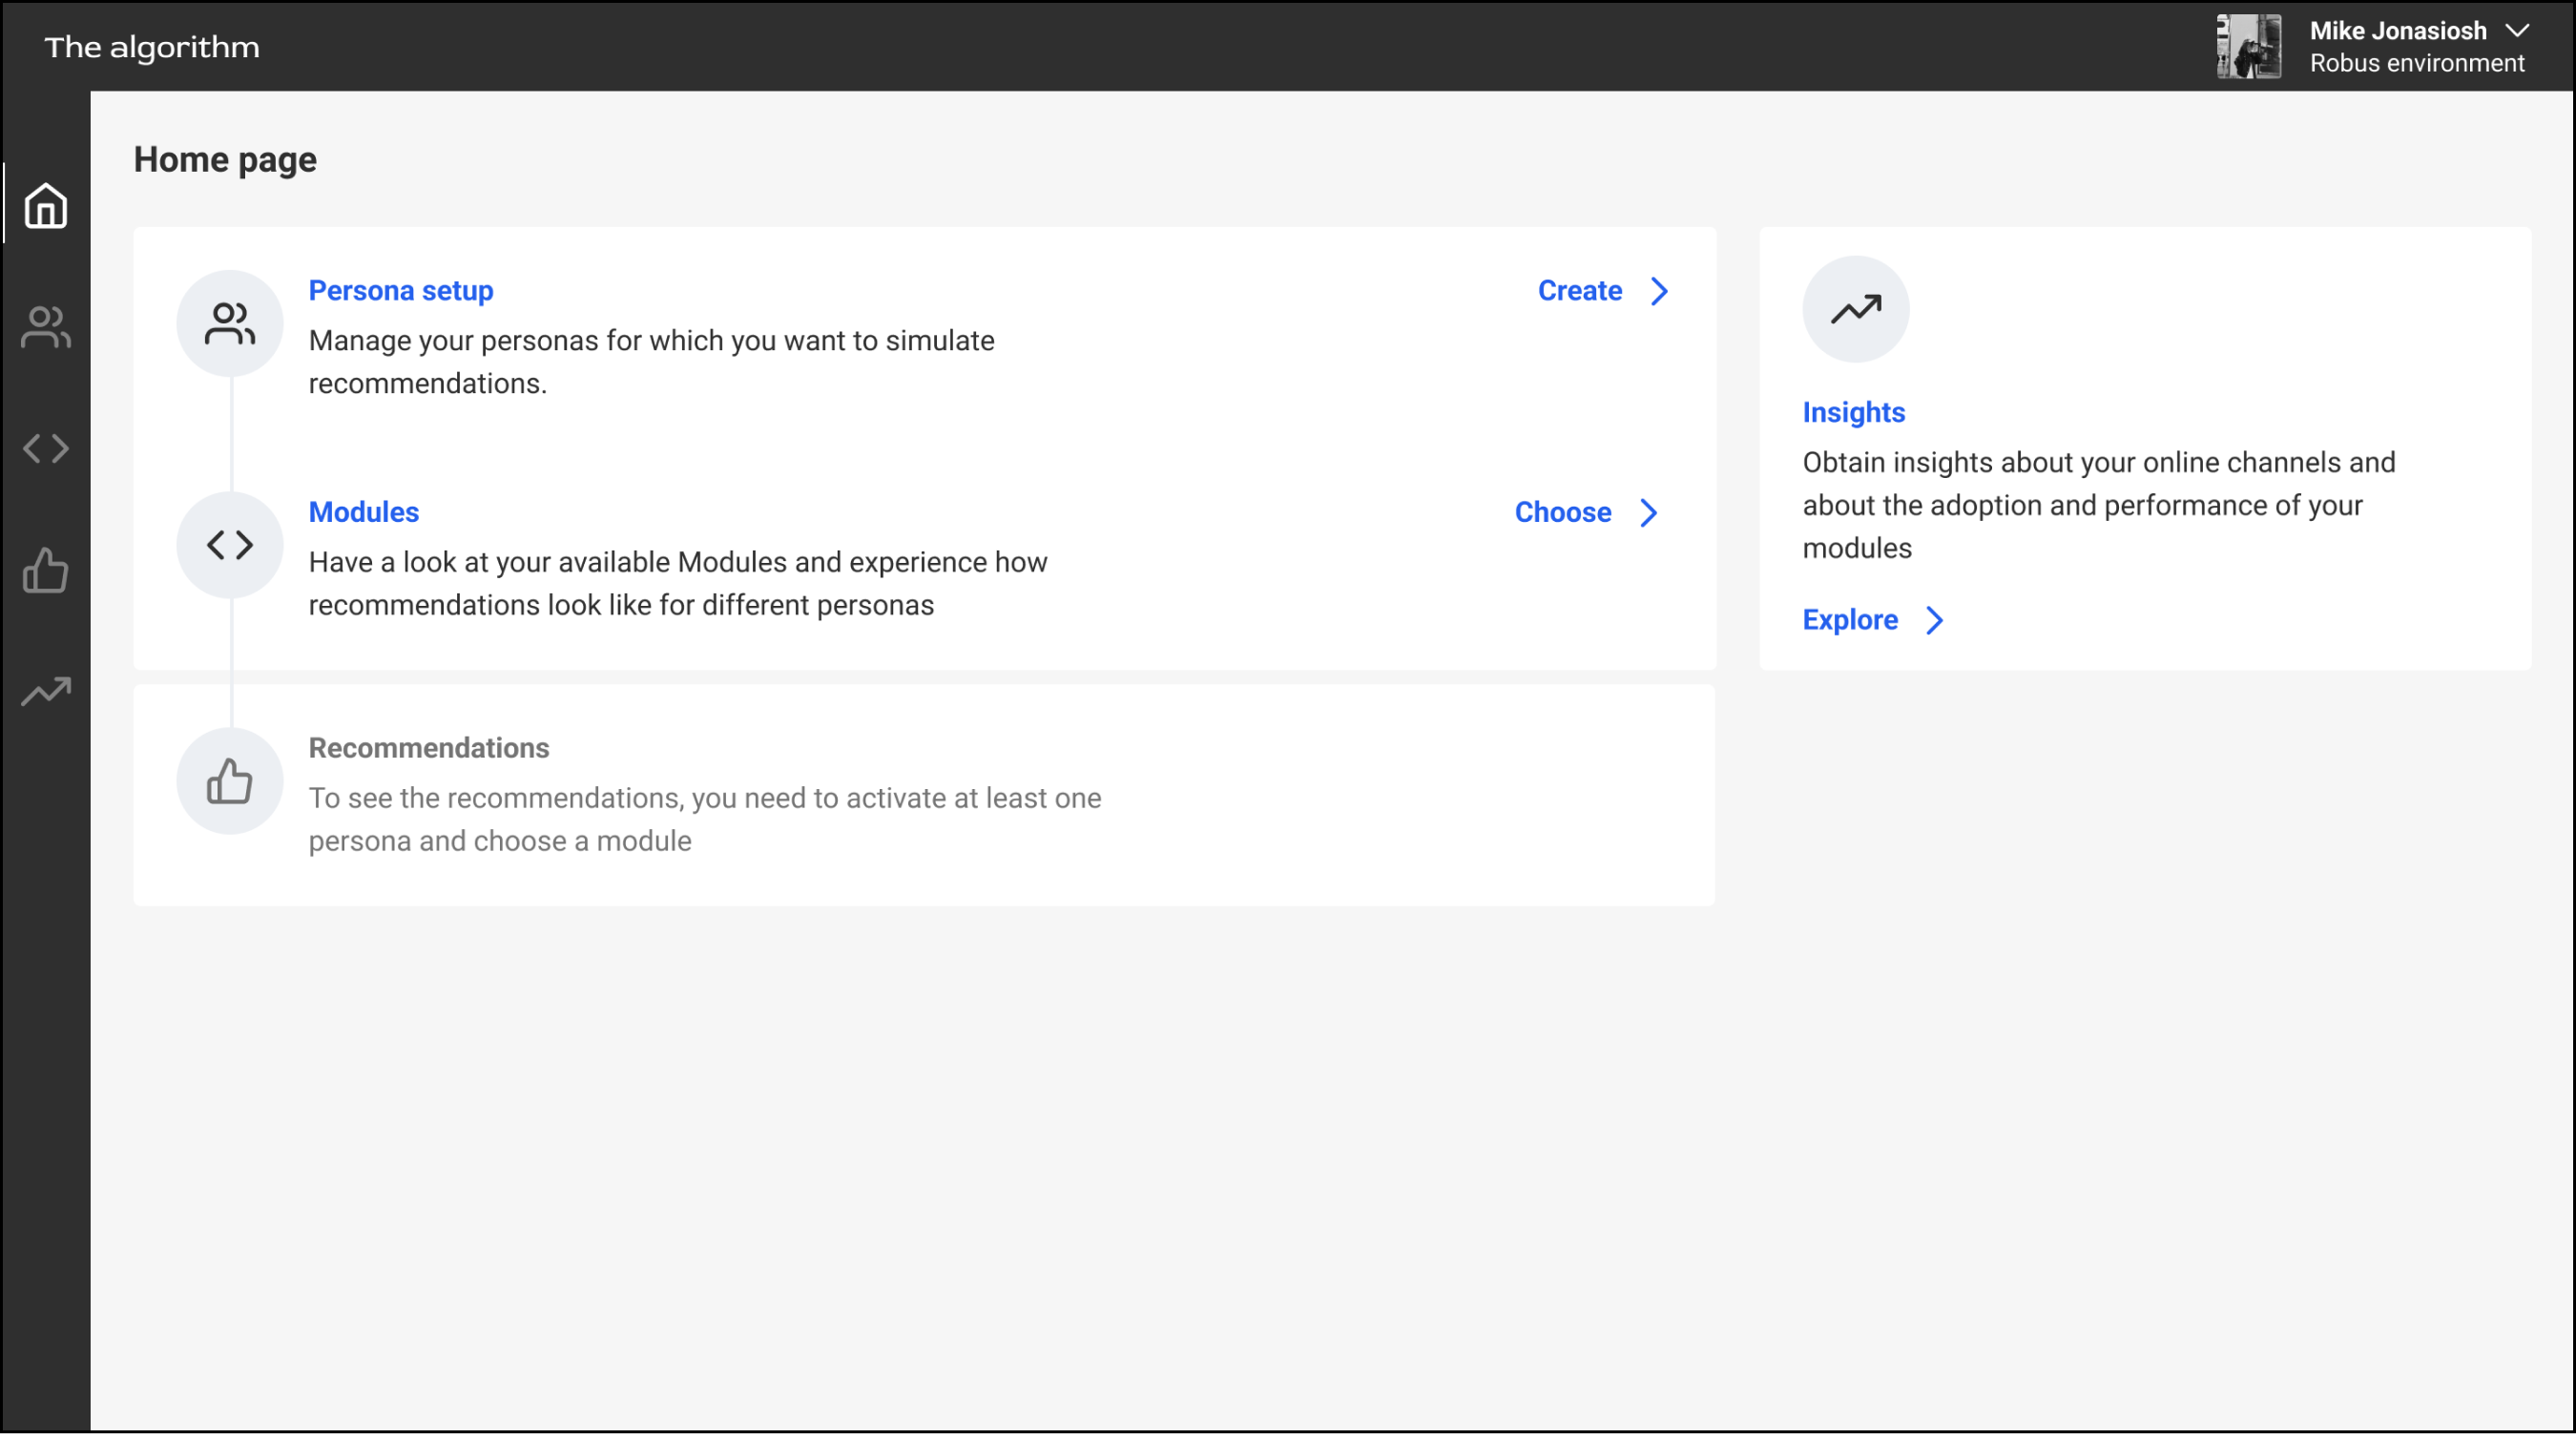 The algorithm
Mike Jonasiosh
Robus environment
Home page
Persona setup
Create
Manage your personas for which you want to simulate
recommendations.
Modules
Choose
Have a look at your available Modules and experience how
recommendations look like for different personas
Recommendations
To see the recommendations, you need to activate at least one
persona and choose a module
Insights
Obtain insights about your online channels and
about the adoption and performance of your
modules
Explore